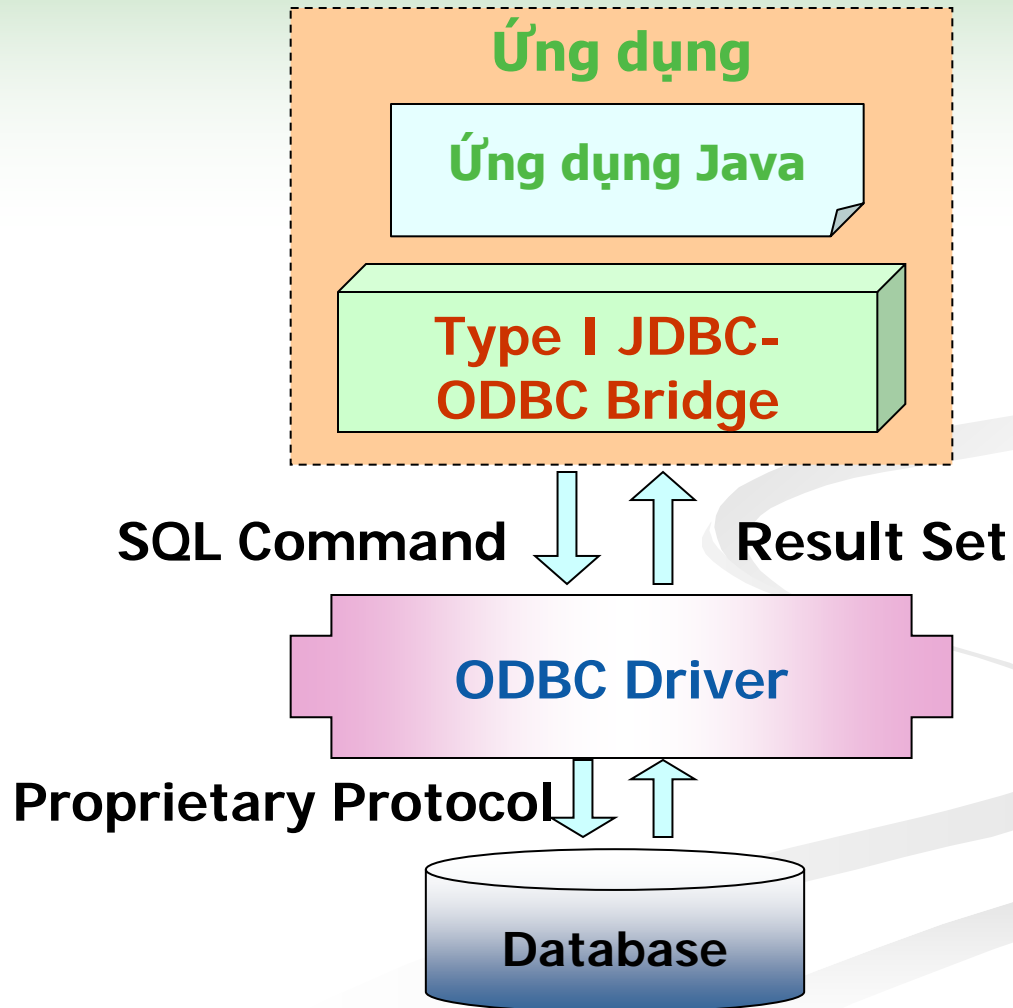 Ứng dụng
Ứng dụng Java
Type I JDBC-
ODBC Bridge
SQL Command
Result Set
ODBC Driver
Proprietary Protocol
Database